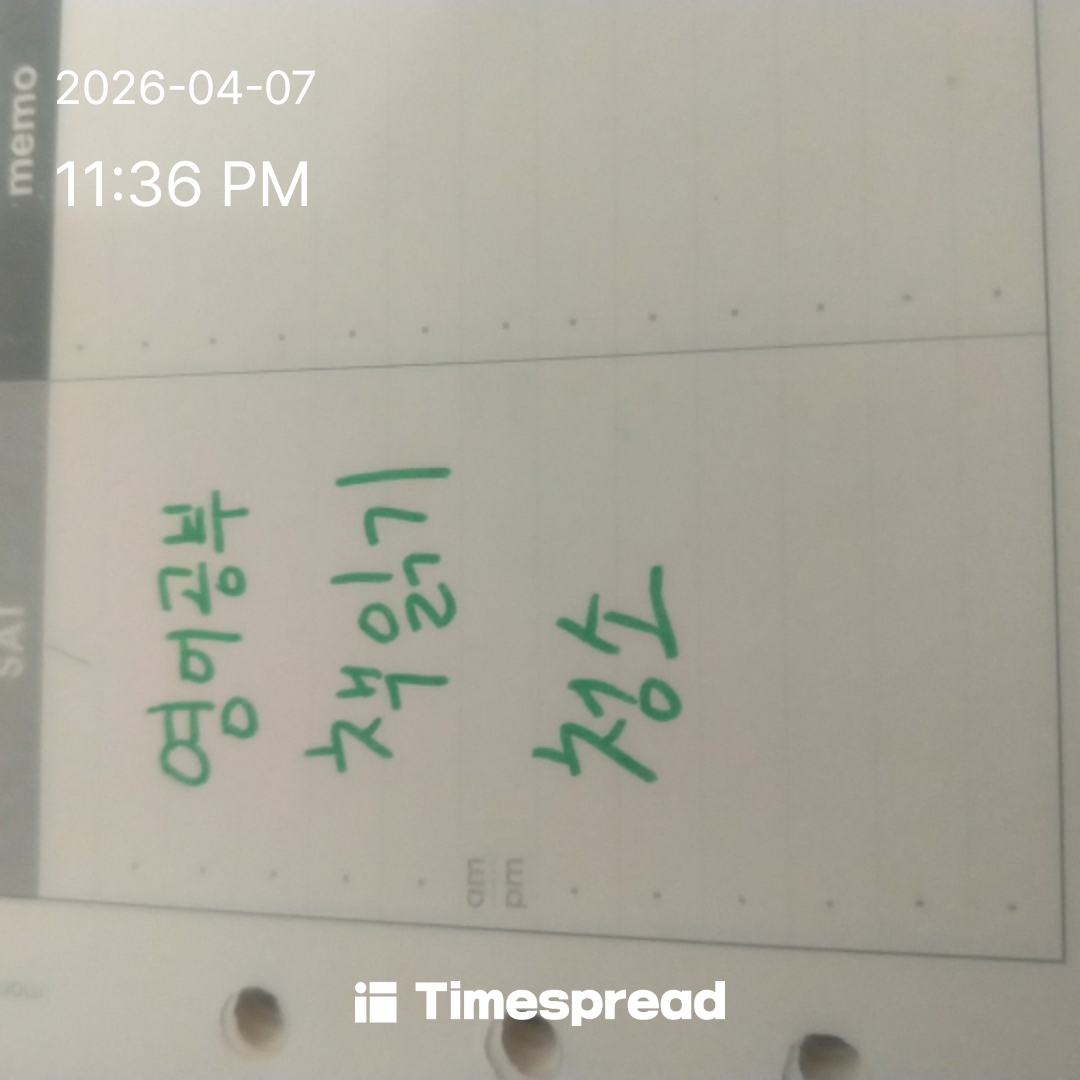 2026-04-07
11:36 PM
memo
SAT
영어공부
책읽기
청소
am
pm
Timespread